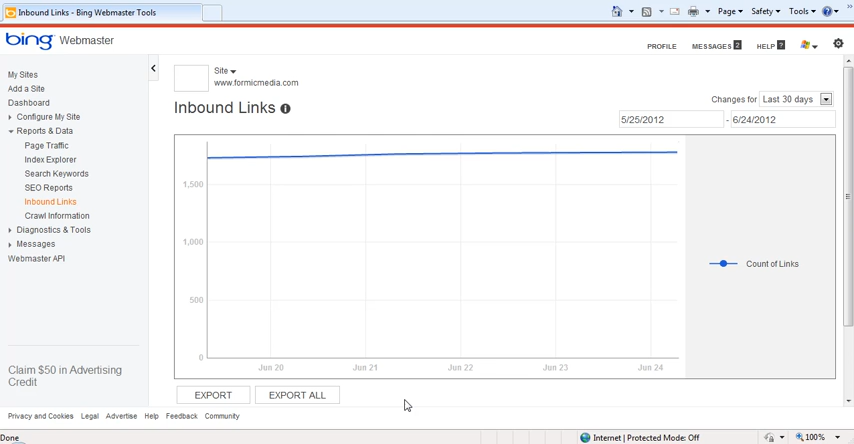 Inbound Links - Bing Webmaster Tools
Page Safety Tools »
bing Webmaster
PROFILE MESSAGES 2 HELP ?
My Sites
Add a Site
Dashboard
Configure My Site
Reports & Data
Page Traffic
Index Explorer
Search Keywords
SEO Reports
Inbound Links
Crawl Information
Diagnostics & Tools
Messages
Webmaster API
Claim $50 in Advertising
Credit
Site
www.formicmedia.com
Inbound Links i
Changes for Last 30 days
5/25/2012 - 6/24/2012
1,500
1,000
500
0
Jun 20 Jun 21 Jun 22 Jun 23 Jun 24
Count of Links
EXPORT EXPORT ALL
Privacy and Cookies Legal Advertise Help Feedback Community
Done Internet | Protected Mode: Off 100%